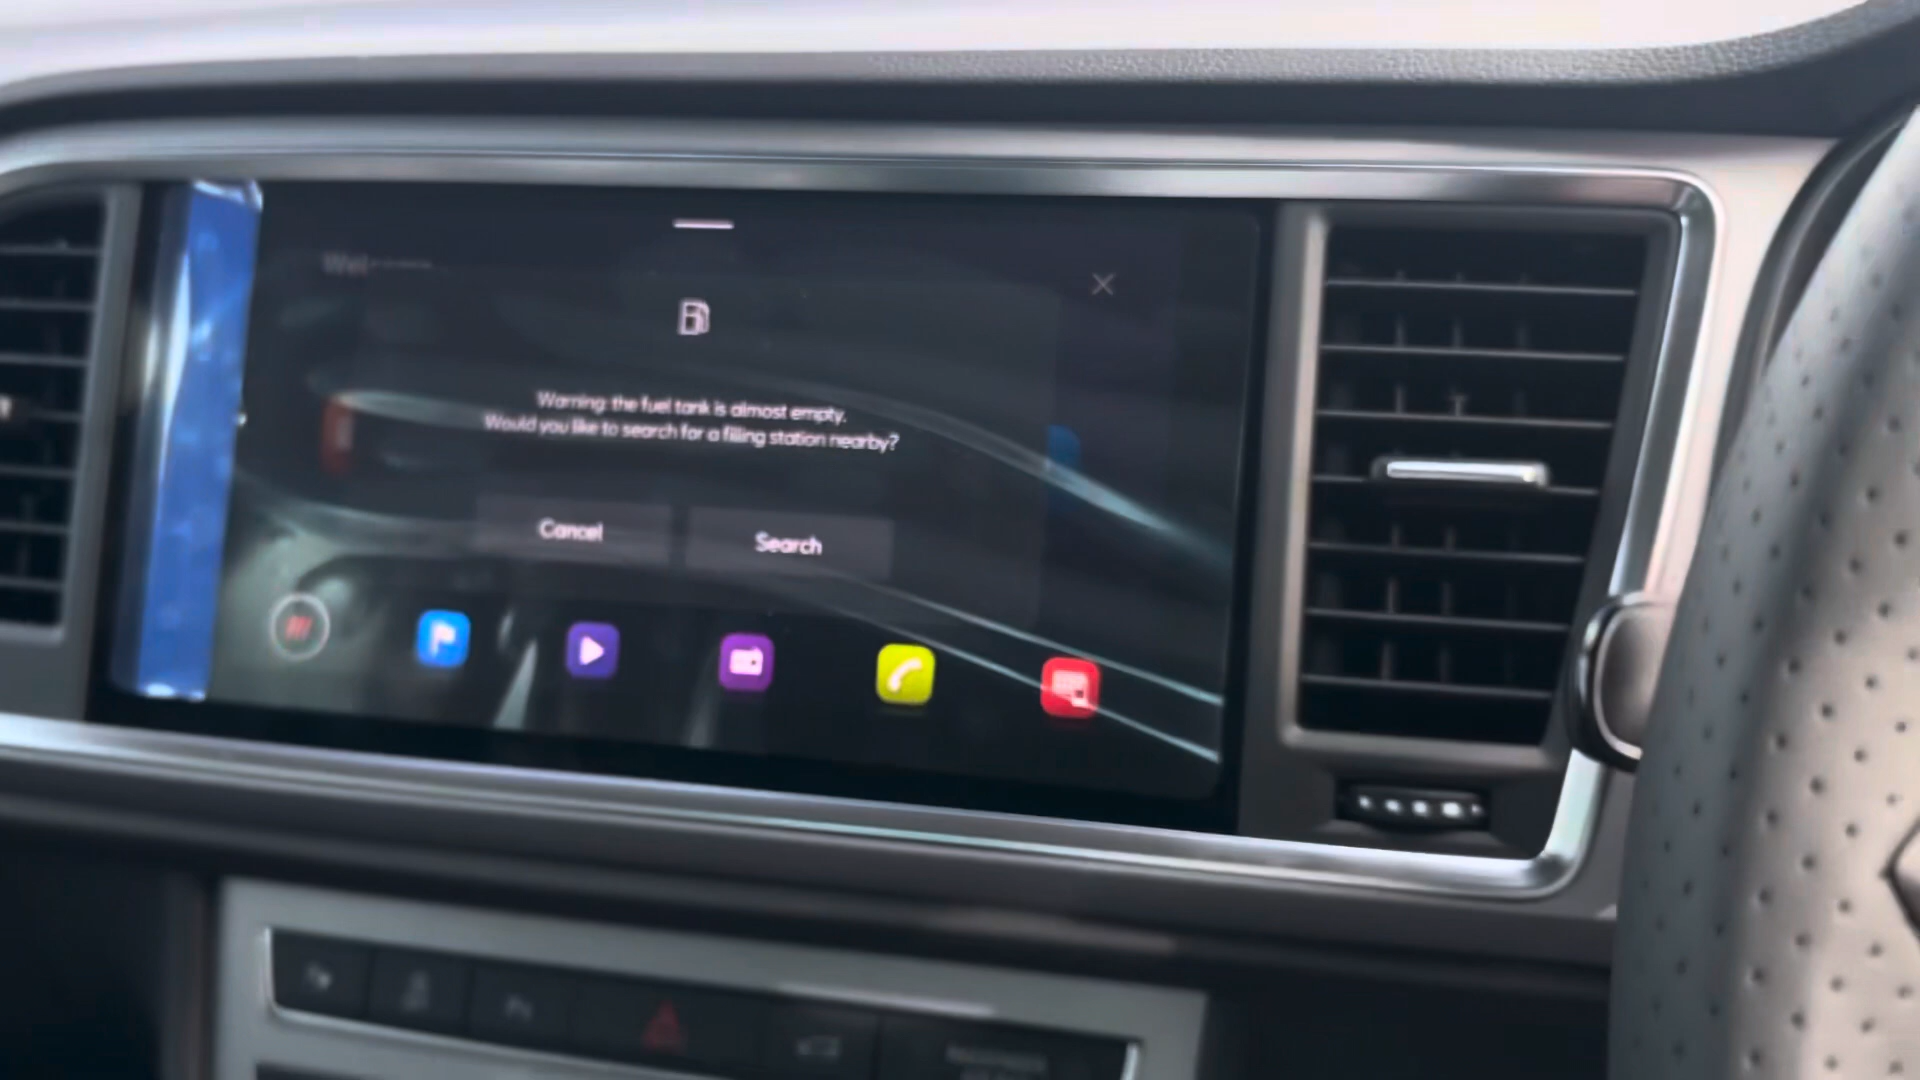 Warning: the fuel tank is almost empty.
Would you like to search for a filling station nearby?
Cancel
Search